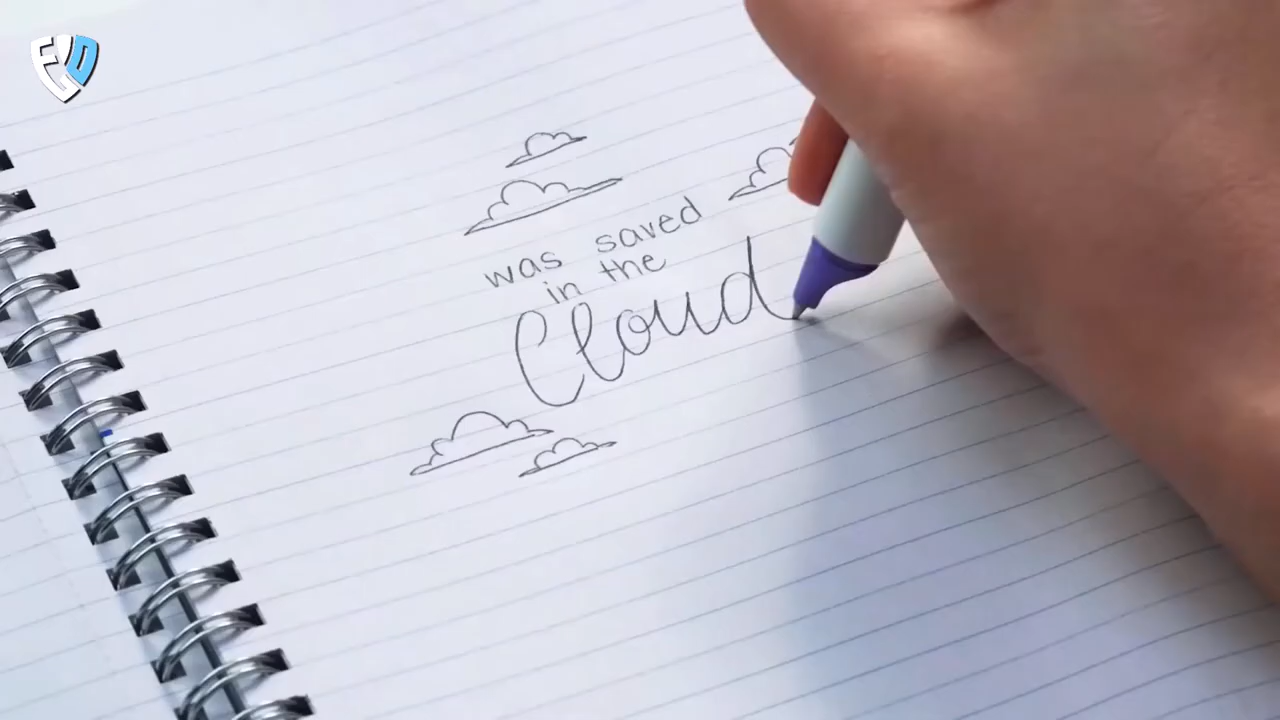 was saved
in the
Cloud